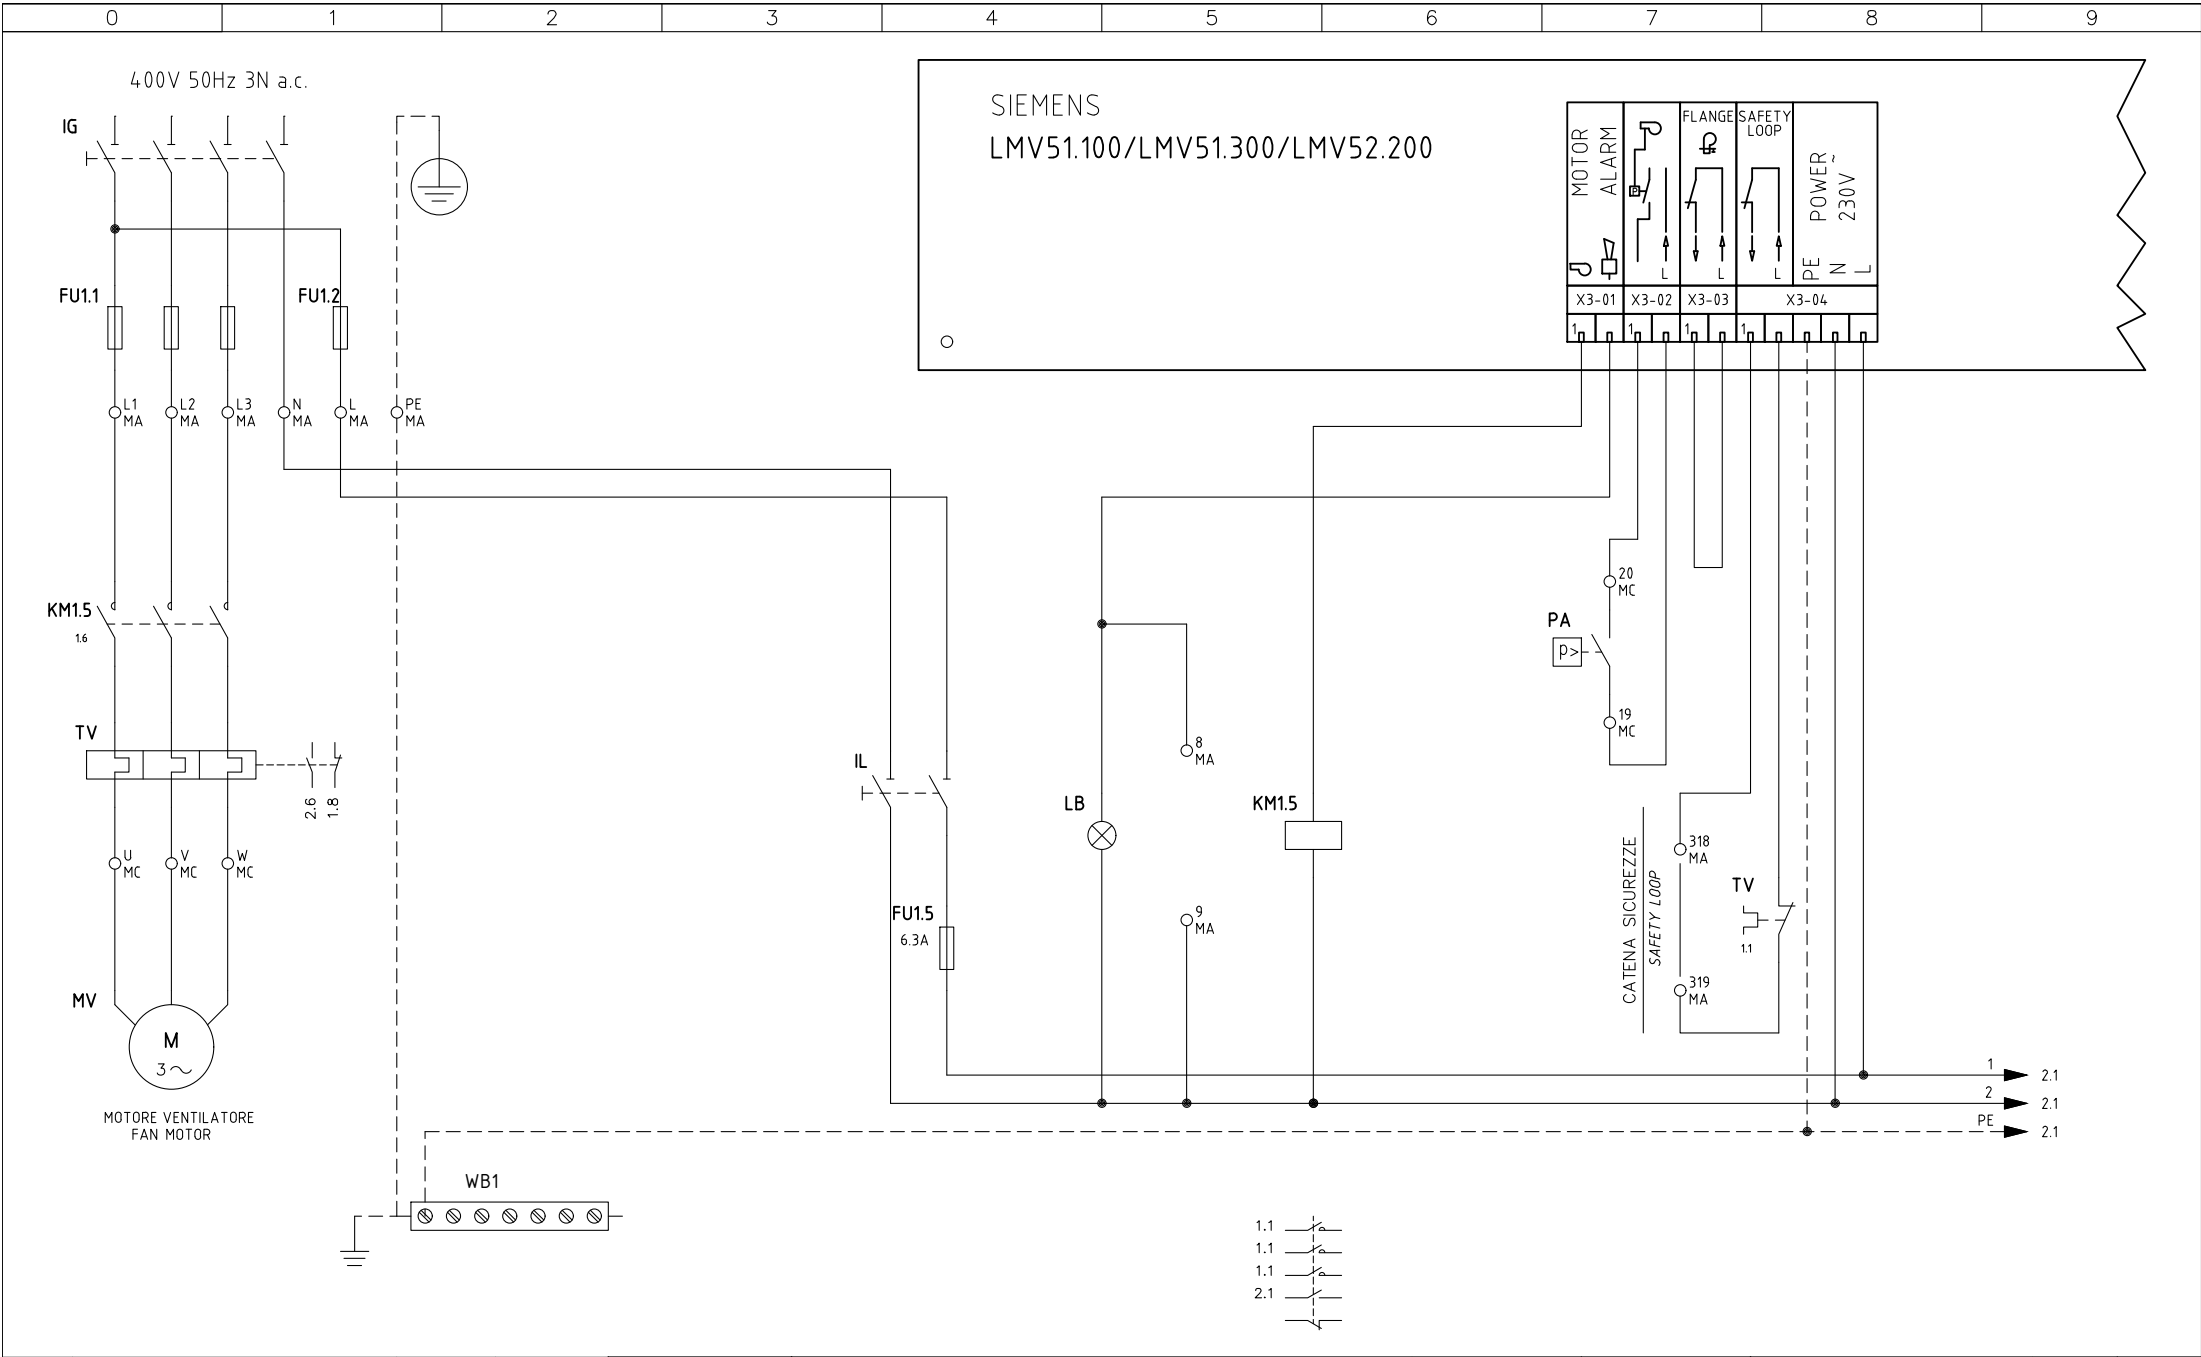 0 1 2 3 4 5 6 7 8 9
400V 50Hz 3N a.c.
IG
SIEMENS
LMV51.100/LMV51.300/LMV52.200
MOTOR
ALARM
P
L
FLANGE
L
SAFETY
LOOP
L
POWER~
230V
PE
N
L
X3-01 X3-02 X3-03 X3-04
1 1 1 1
FU1.1
FU1.2
L1
MA
L2
MA
L3
MA
N
MA
L
MA
PE
MA
KM1.5
1.6
TV
2.6
1.8
U
MC
V
MC
W
MC
MV
M
3~
MOTORE VENTILATORE
FAN MOTOR
WB1
IL
FU1.5
6.3A
LB
8
MA
9
MA
KM1.5
20
MC
PA
P>
19
MC
CATENA SICUREZZE
SAFETY LOOP
318
MA
319
MA
TV
1.1
1 2.1
2 2.1
PE 2.1
1.1
1.1
1.1
2.1